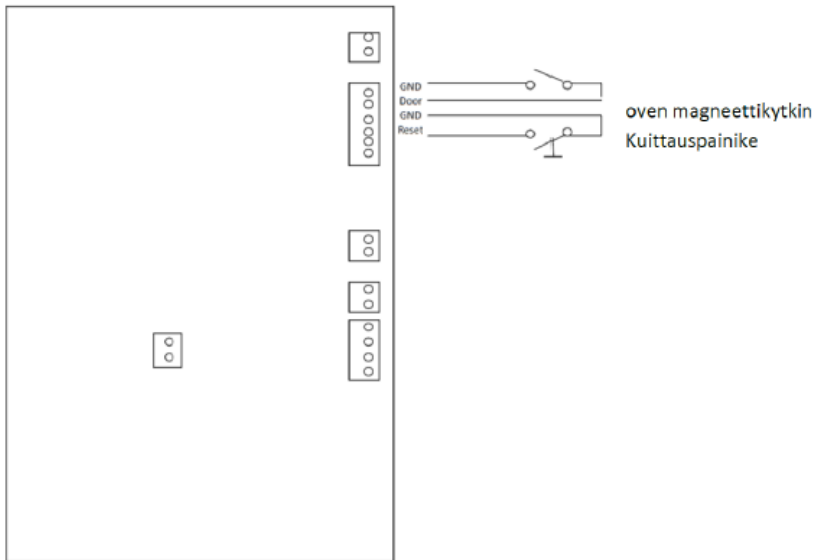 GND
Door
GND
Reset
oven magneettikytkin
Kuittauspainike